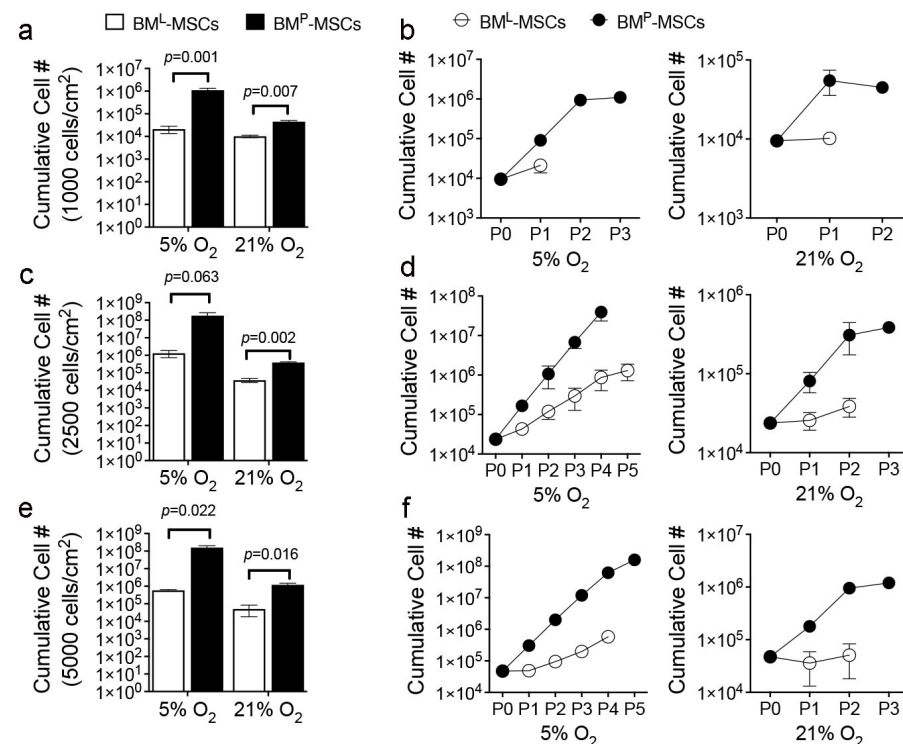 BMᴸ-MSCs BMᴾ-MSCs
BMᴸ-MSCs BMᴾ-MSCs
a
Cumulative Cell #
(1000 cells/cm²)
1×10⁷
1×10⁶
1×10⁵
1×10⁴
1×10³
1×10²
1×10¹
1×10⁰
p=0.001
p=0.007
5% O₂ 21% O₂
b
Cumulative Cell #
1×10⁷
1×10⁶
1×10⁵
1×10⁴
1×10³
P0 P1 P2 P3
5% O₂
Cumulative Cell #
1×10⁵
1×10⁴
1×10³
P0 P1 P2
21% O₂
c
Cumulative Cell #
(2500 cells/cm²)
1×10⁹
1×10⁸
1×10⁷
1×10⁶
1×10⁵
1×10⁴
1×10³
1×10²
1×10¹
1×10⁰
p=0.063
p=0.002
5% O₂ 21% O₂
d
Cumulative Cell #
1×10⁸
1×10⁷
1×10⁶
1×10⁵
1×10⁴
P0 P1 P2 P3 P4 P5
5% O₂
Cumulative Cell #
1×10⁶
1×10⁵
1×10⁴
P0 P1 P2 P3
21% O₂
e
Cumulative Cell #
(5000 cells/cm²)
1×10⁹
1×10⁸
1×10⁷
1×10⁶
1×10⁵
1×10⁴
1×10³
1×10²
1×10¹
1×10⁰
p=0.022
p=0.016
5% O₂ 21% O₂
f
Cumulative Cell #
1×10⁹
1×10⁸
1×10⁷
1×10⁶
1×10⁵
1×10⁴
P0 P1 P2 P3 P4 P5
5% O₂
Cumulative Cell #
1×10⁷
1×10⁶
1×10⁵
1×10⁴
P0 P1 P2 P3
21% O₂